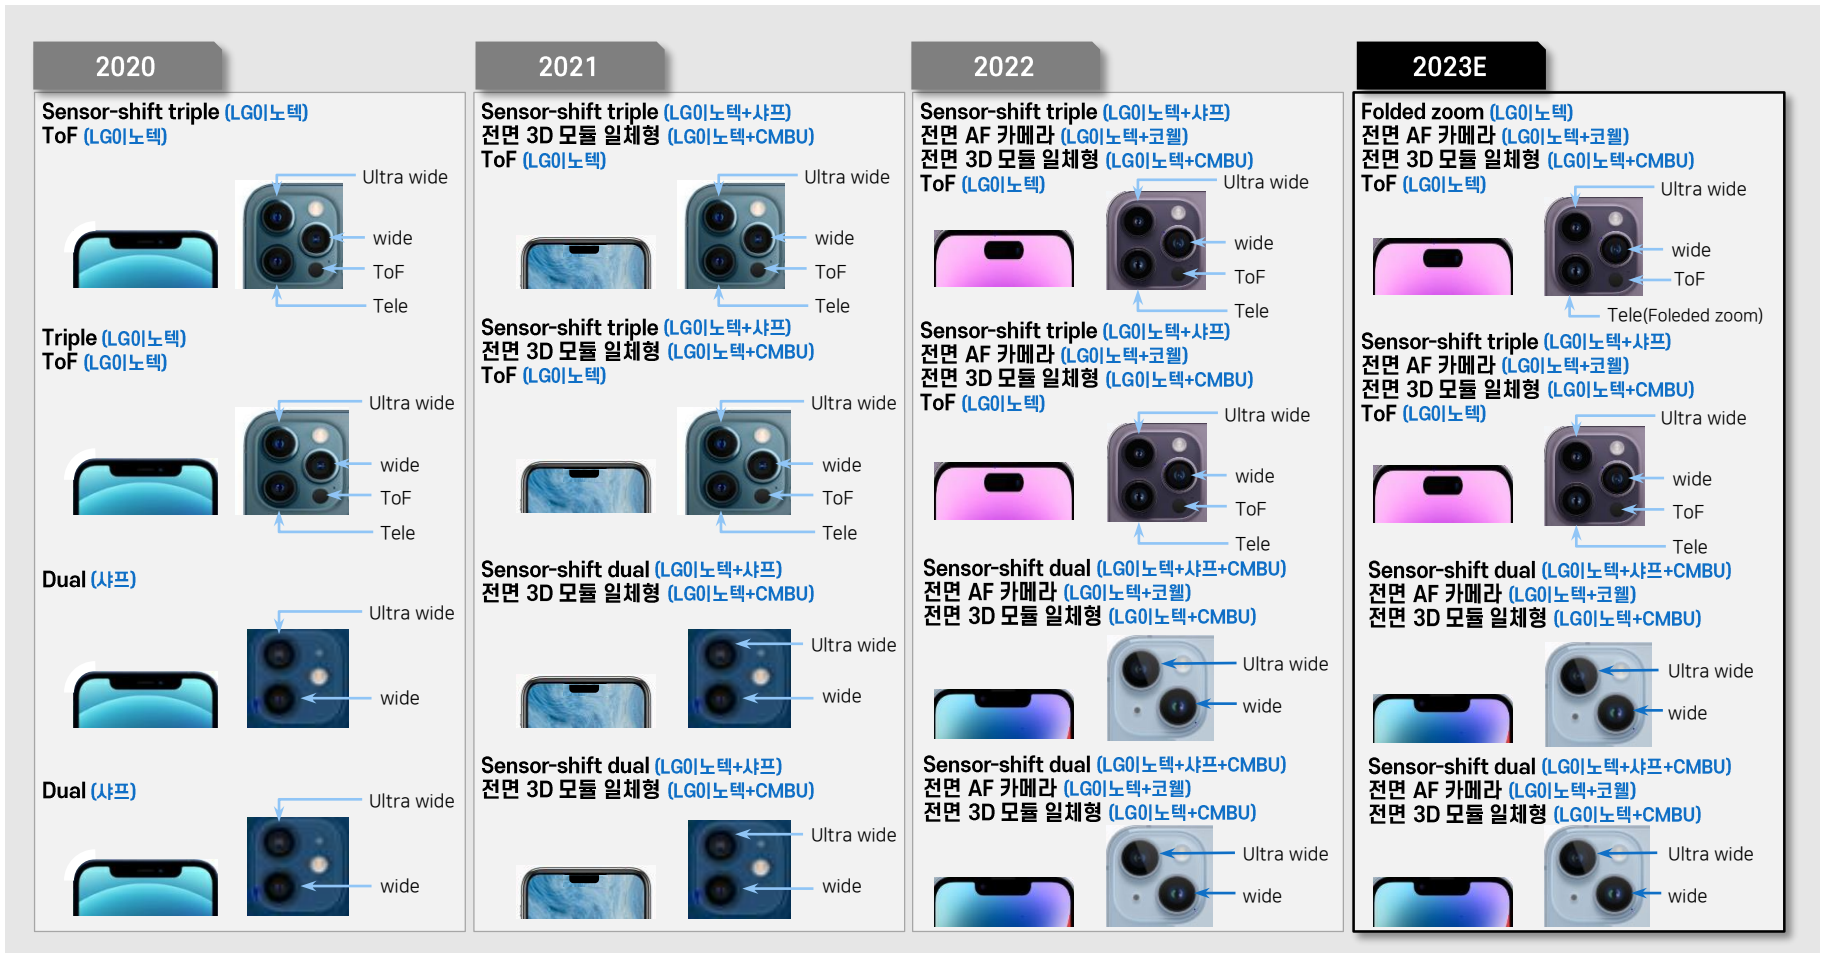 2020
Sensor-shift triple (LG이노텍)
ToF (LG이노텍)
Ultra wide
wide
ToF
Tele
Triple (LG이노텍)
ToF (LG이노텍)
Ultra wide
wide
ToF
Tele
Dual (샤프)
Ultra wide
wide
Dual (샤프)
Ultra wide
wide
2021
Sensor-shift triple (LG이노텍+샤프)
전면 3D 모듈 일체형 (LG이노텍+CMBU)
ToF (LG이노텍)
Ultra wide
wide
ToF
Tele
Sensor-shift triple (LG이노텍+샤프)
전면 3D 모듈 일체형 (LG이노텍+CMBU)
ToF (LG이노텍)
Ultra wide
wide
ToF
Tele
Sensor-shift dual (LG이노텍+샤프)
전면 3D 모듈 일체형 (LG이노텍+CMBU)
Ultra wide
wide
Sensor-shift dual (LG이노텍+샤프)
전면 3D 모듈 일체형 (LG이노텍+CMBU)
Ultra wide
wide
2022
Sensor-shift triple (LG이노텍+샤프)
전면 AF 카메라 (LG이노텍+코웰)
전면 3D 모듈 일체형 (LG이노텍+CMBU)
ToF (LG이노텍)
Ultra wide
wide
ToF
Tele
Sensor-shift triple (LG이노텍+샤프)
전면 AF 카메라 (LG이노텍+코웰)
전면 3D 모듈 일체형 (LG이노텍+CMBU)
ToF (LG이노텍)
Ultra wide
wide
ToF
Tele
Sensor-shift dual (LG이노텍+샤프+CMBU)
전면 AF 카메라 (LG이노텍+코웰)
전면 3D 모듈 일체형 (LG이노텍+CMBU)
Ultra wide
wide
Sensor-shift dual (LG이노텍+샤프+CMBU)
전면 AF 카메라 (LG이노텍+코웰)
전면 3D 모듈 일체형 (LG이노텍+CMBU)
Ultra wide
wide
2023E
Folded zoom (LG이노텍)
전면 AF 카메라 (LG이노텍+코웰)
전면 3D 모듈 일체형 (LG이노텍+CMBU)
ToF (LG이노텍)
Ultra wide
wide
ToF
Tele(Foleded zoom)
Sensor-shift triple (LG이노텍+샤프)
전면 AF 카메라 (LG이노텍+코웰)
전면 3D 모듈 일체형 (LG이노텍+CMBU)
ToF (LG이노텍)
Ultra wide
wide
ToF
Tele
Sensor-shift dual (LG이노텍+샤프+CMBU)
전면 AF 카메라 (LG이노텍+코웰)
전면 3D 모듈 일체형 (LG이노텍+CMBU)
Ultra wide
wide
Sensor-shift dual (LG이노텍+샤프+CMBU)
전면 AF 카메라 (LG이노텍+코웰)
전면 3D 모듈 일체형 (LG이노텍+CMBU)
Ultra wide
wide